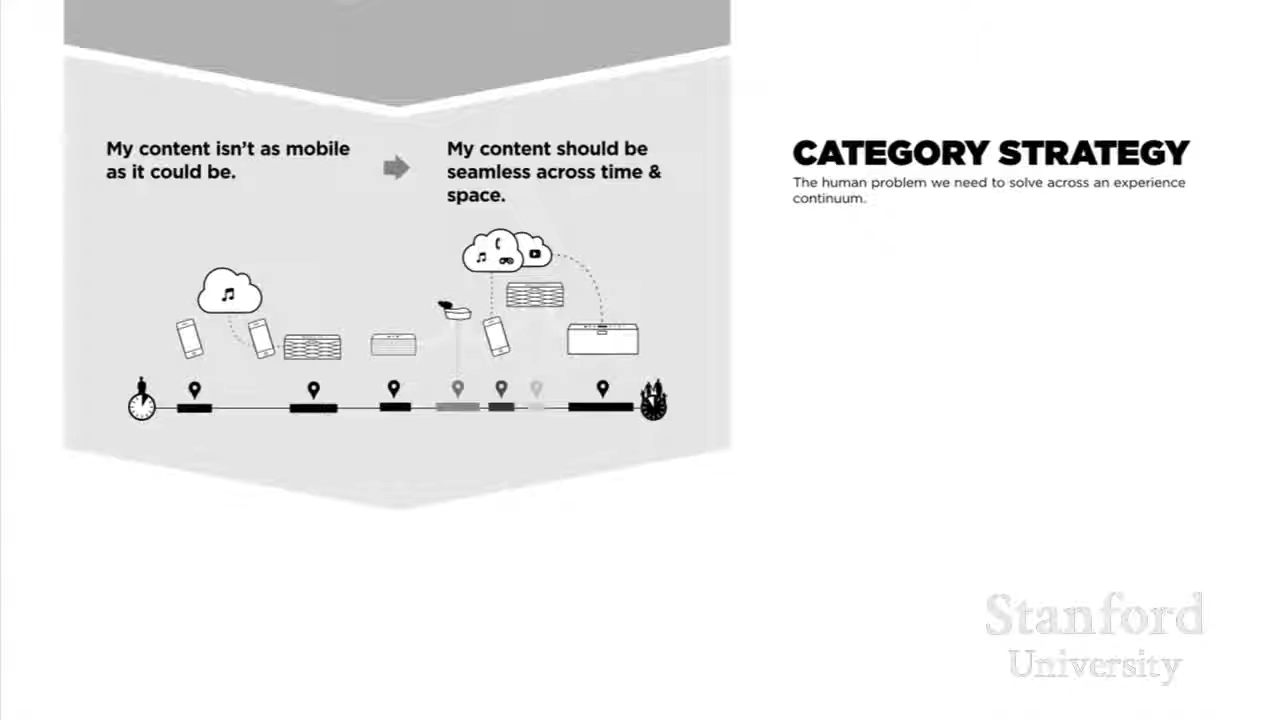 My content isn't as mobile
as it could be.
My content should be
seamless across time &
space.
CATEGORY STRATEGY
The human problem we need to solve across an experience
continuum.
Stanford
University